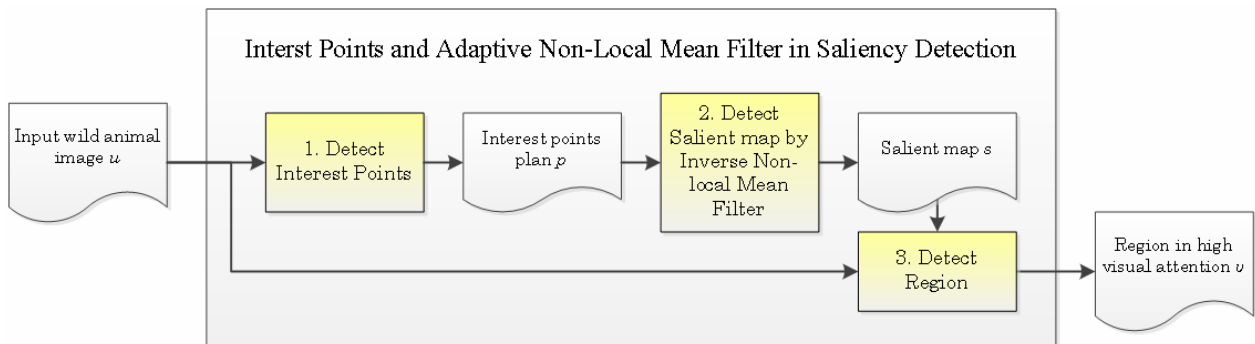 Interst Points and Adaptive Non-Local Mean Filter in Saliency Detection
Input wild animal
image u
1. Detect
Interest Points
Interest points
plan p
2. Detect
Salient map by
Inverse Non-
local Mean
Filter
Salient map s
3. Detect
Region
Region in high
visual attention υ